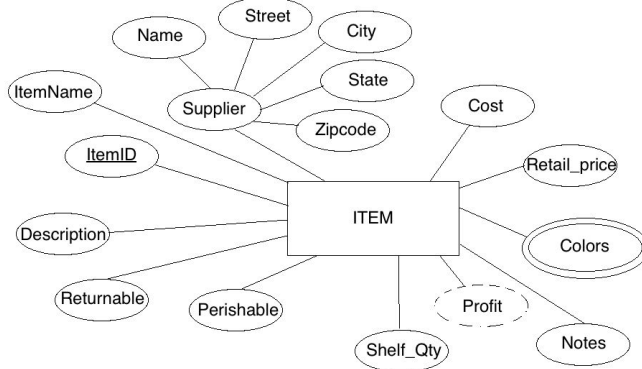 Street
Name
City
State
ItemName
Supplier
Cost
Zipcode
ItemID
Retail_price
ITEM
Description
Colors
Returnable
Perishable
Profit
Shelf_Qty
Notes